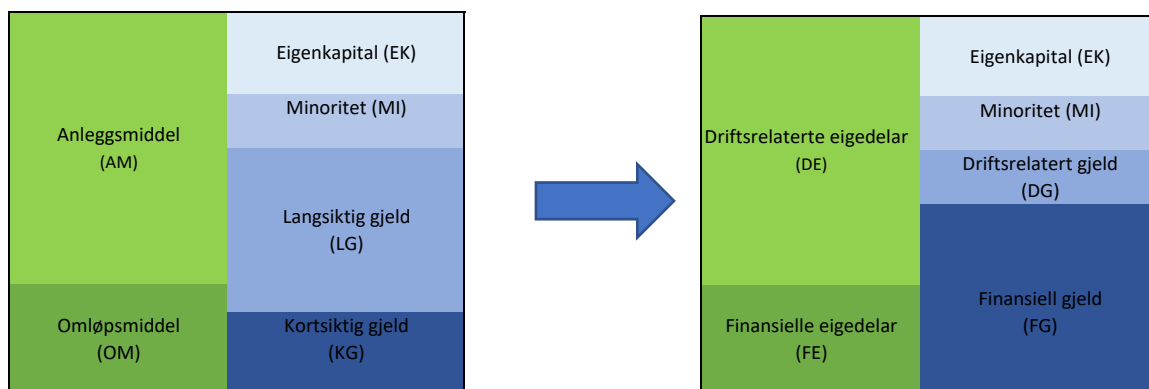 Anleggsmiddel
(AM)
Omløpsmiddel
(OM)
Eigenkapital (EK)
Minoritet (MI)
Langsiktig gjeld
(LG)
Kortsiktig gjeld
(KG)
Driftsrelaterte eigedelar
(DE)
Finansielle eigedelar
(FE)
Eigenkapital (EK)
Minoritet (MI)
Driftsrelatert gjeld
(DG)
Finansiell gjeld
(FG)